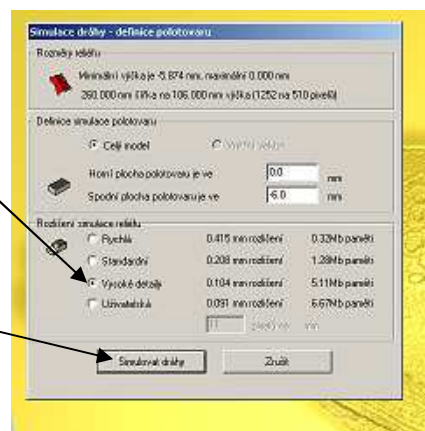 Simulace dráhy - definice polotovaru
Rozměry reliéfu
Minimální výška je -5.874 mm, maximální 0.000 mm
260.000 mm šířka na 106.000 mm výška (1252 na 510 pixelů)
Definice simulace polotovaru
Celý model
Horní plocha polotovaru je ve 0.0 mm
Spodní plocha polotovaru je ve -6.0 mm
Rozlišení simulace reliéfu
Rychlá 0.415 mm rozlišení 0.32Mb paměti
Standardní 0.208 mm rozlišení 1.28Mb paměti
Vysoké detaily 0.104 mm rozlišení 5.11Mb paměti
Uživatelská 0.091 mm rozlišení 6.67Mb paměti
11 mm
Simulovat dráhy Zrušit